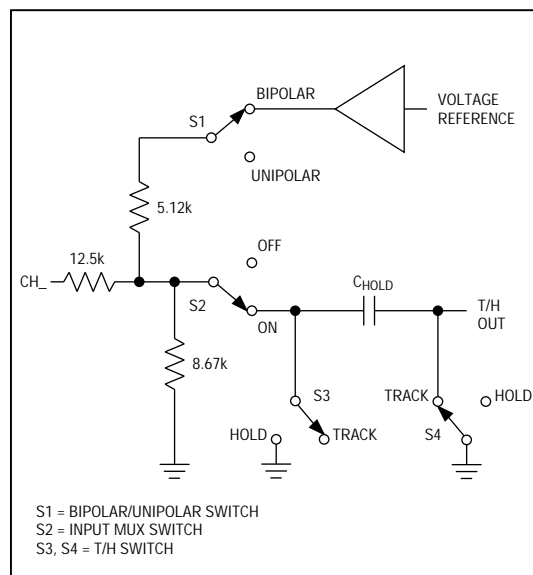 BIPOLAR
VOLTAGE
REFERENCE
S1
UNIPOLAR
5.12k
OFF
12.5k
CH_
S2
ON
CHOLD
T/H
OUT
8.67k
S3
TRACK
HOLD
TRACK
HOLD
S4
S1 = BIPOLAR/UNIPOLAR SWITCH
S2 = INPUT MUX SWITCH
S3, S4 = T/H SWITCH